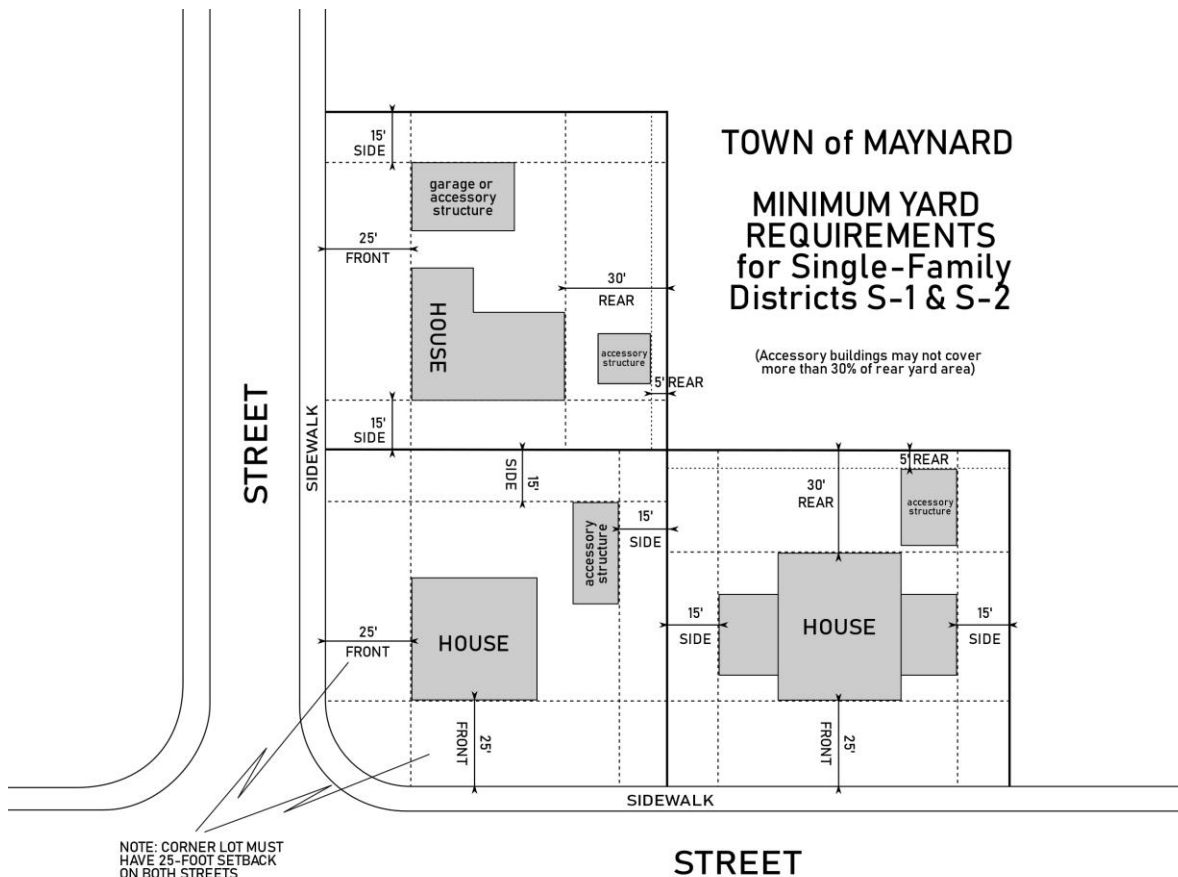 TOWN of MAYNARD
MINIMUM YARD
REQUIREMENTS
for Single-Family
Districts S-1 & S-2
(Accessory buildings may not cover
more than 30% of rear yard area)
15'
SIDE
garage or
accessory
structure
25'
FRONT
30'
REAR
HOUSE
accessory
structure
5' REAR
15'
SIDE
STREET
SIDEWALK
SIDE
15'
accessory
structure
15'
SIDE
25'
FRONT
HOUSE
FRONT
25'
5' REAR
30'
REAR
accessory
structure
15'
SIDE
HOUSE
15'
SIDE
FRONT
25'
SIDEWALK
NOTE: CORNER LOT MUST
HAVE 25-FOOT SETBACK
ON BOTH STREETS
STREET